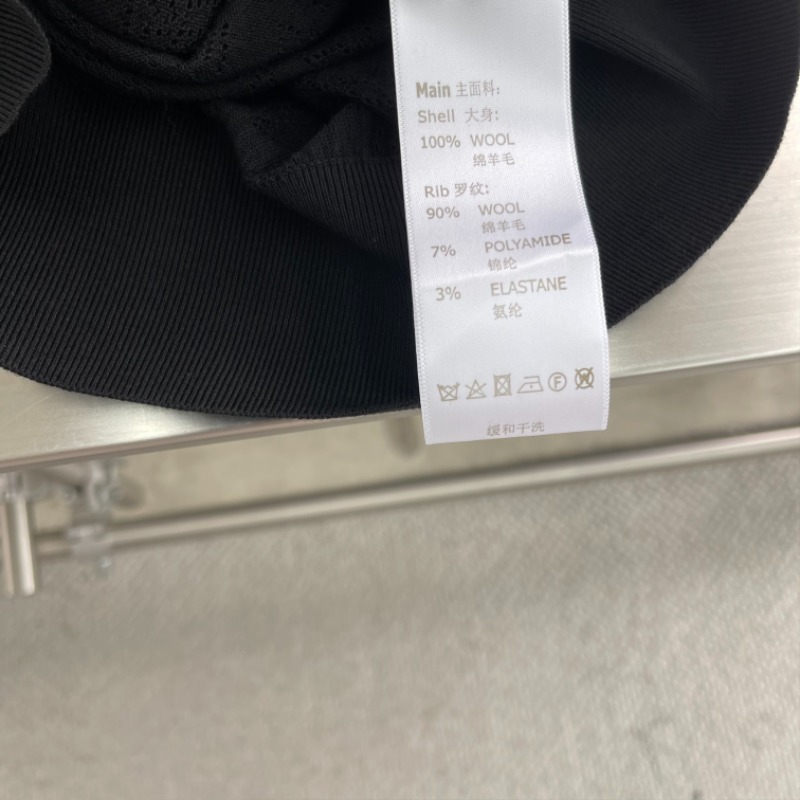 Main 主面料:
Shell 大身:
100% WOOL
绵羊毛
Rib 罗纹:
90% WOOL
绵羊毛
7% POLYAMIDE
锦纶
3% ELASTANE
氨纶
F W
缓和干洗